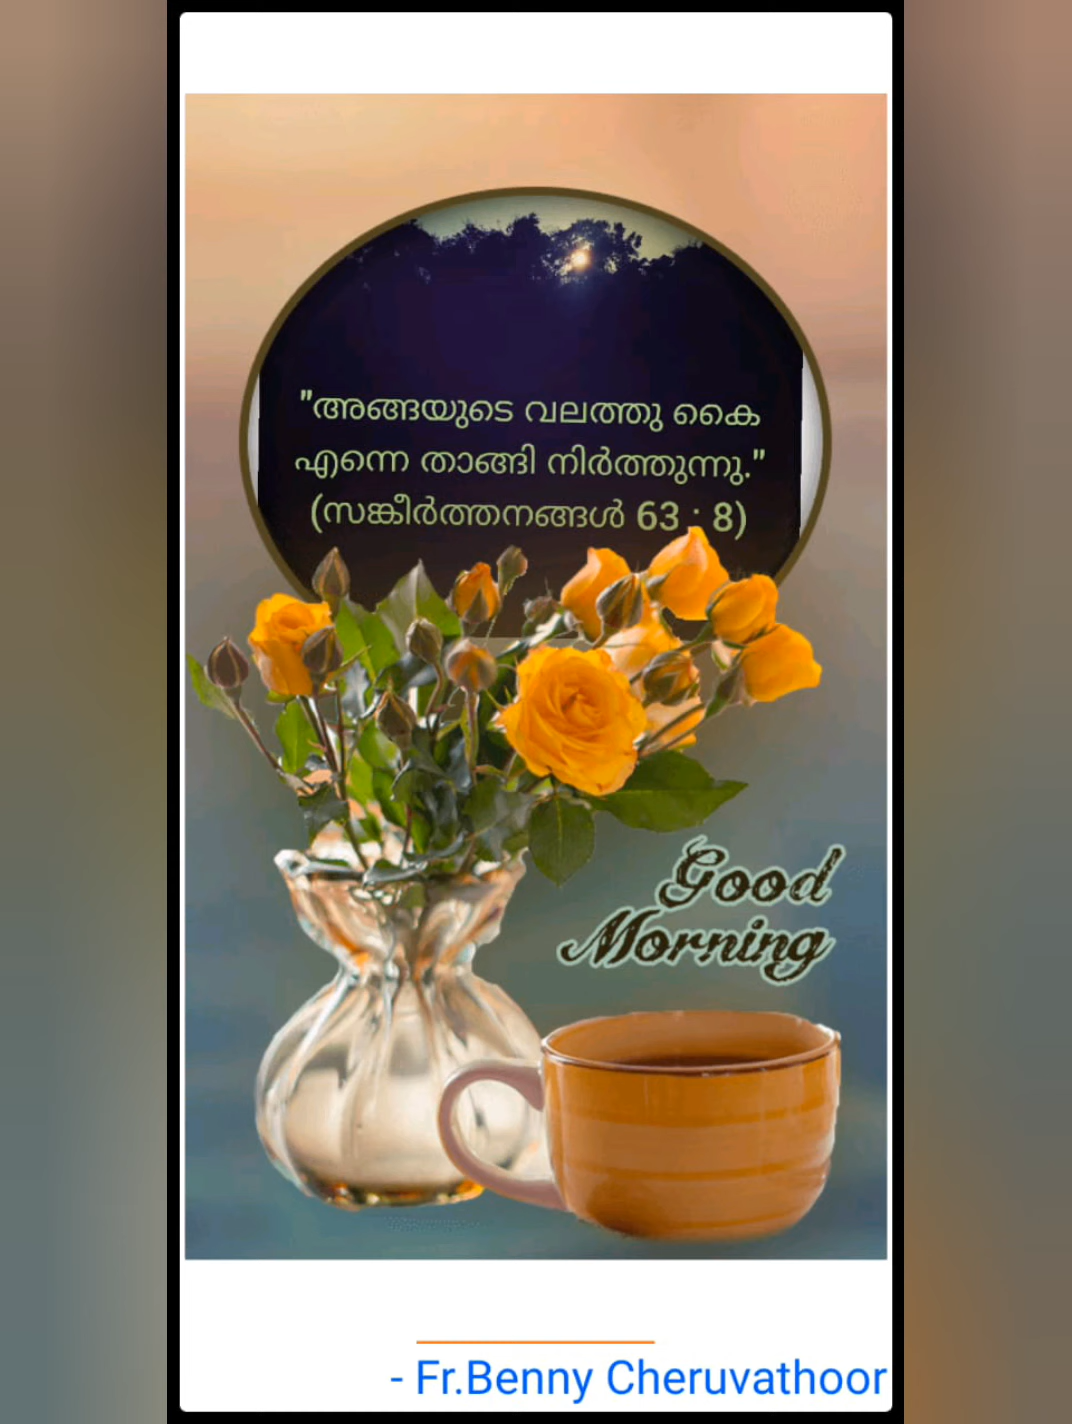 "അങ്ങയുടെ വലത്തു കൈ
എന്നെ താങ്ങി നിർത്തുന്നു."
(സങ്കീർത്തനങ്ങൾ 63 : 8)
Good
Morning
- Fr.Benny Cheruvathoor